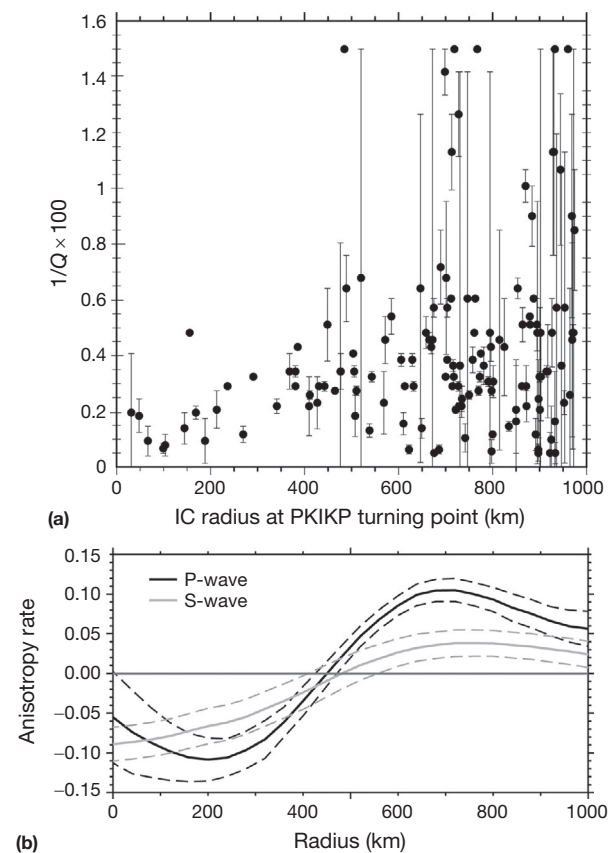 1.6
1.4
1.2
1
0.8
0.6
0.4
0.2
0
1/Q × 100
0 200 400 600 800 1000
(a) IC radius at PKIKP turning point (km)
0.15
0.10
0.05
0.00
−0.05
−0.10
−0.15
Anisotropy rate
P-wave
S-wave
0 200 400 600 800 1000
(b) Radius (km)